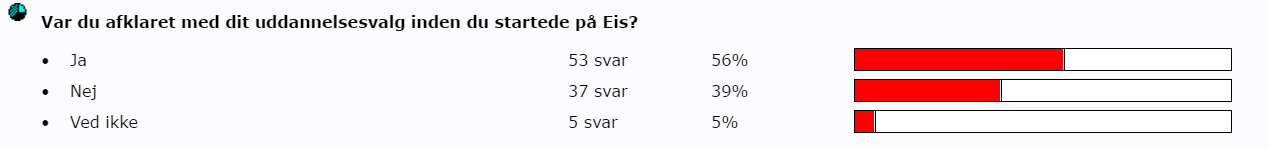 Var du afklaret med dit uddannelsesvalg inden du startede på Eis?
• Ja 53 svar 56%
• Nej 37 svar 39%
• Ved ikke 5 svar 5%